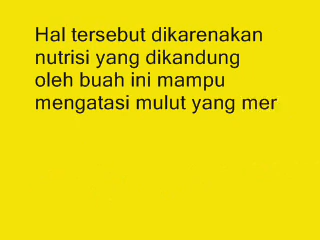 Hal tersebut dikarenakan
nutrisi yang dikandung
oleh buah ini mampu
mengatasi mulut yang mer